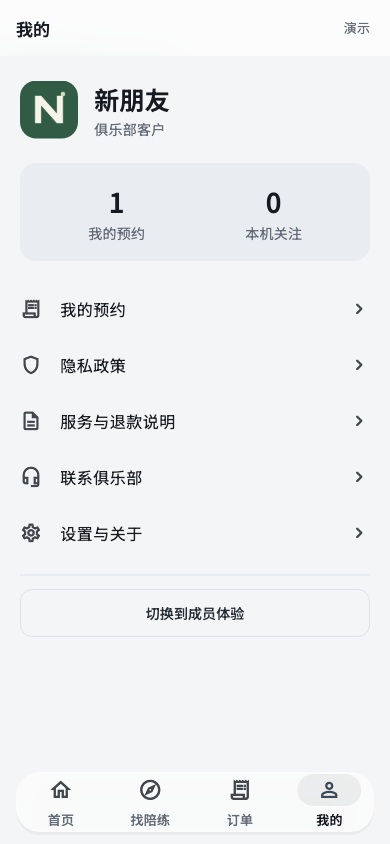 我的
演示
N
新朋友
俱乐部客户
1
我的预约
0
本机关注
我的预约
隐私政策
服务与退款说明
联系俱乐部
设置与关于
切换到成员体验
首页
找陪练
订单
我的